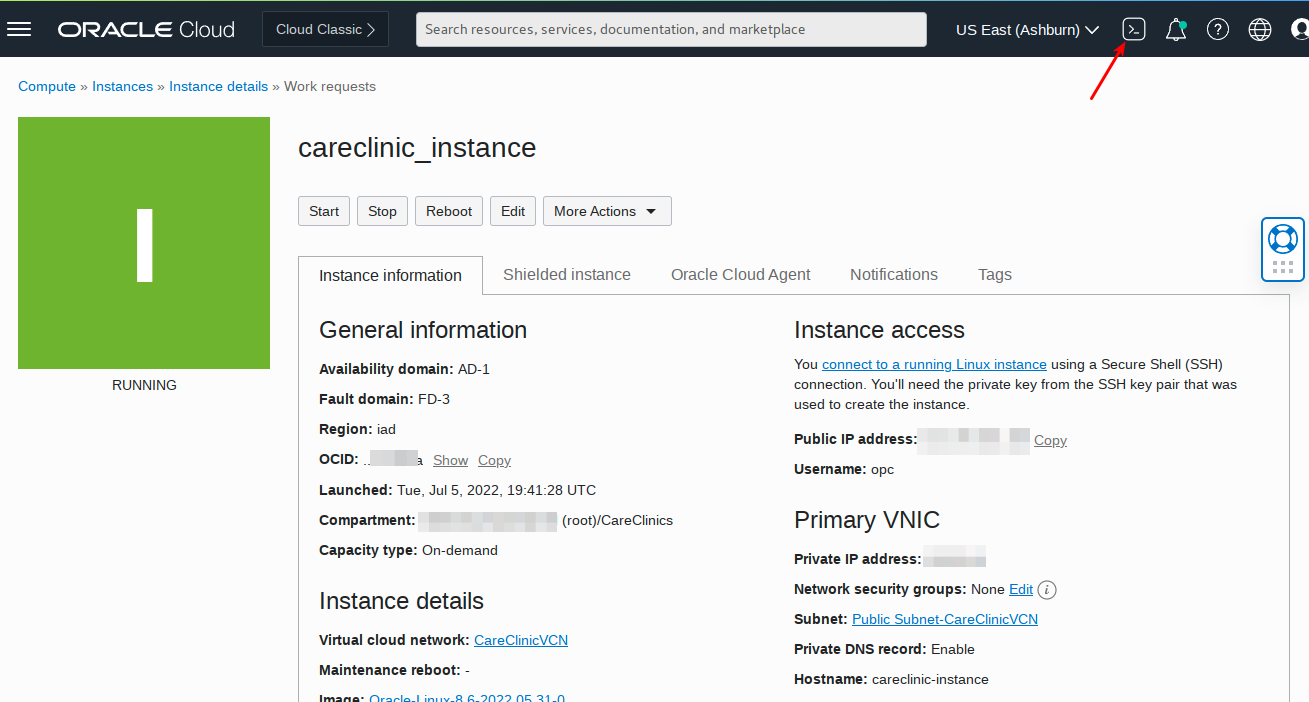 ORACLE Cloud
Cloud Classic
Search resources, services, documentation, and marketplace
US East (Ashburn)
Compute » Instances » Instance details » Work requests
I
RUNNING
careclinic_instance
Start Stop Reboot Edit More Actions
Instance information Shielded instance Oracle Cloud Agent Notifications Tags
General information
Availability domain: AD-1
Fault domain: FD-3
Region: iad
OCID: ..a Show Copy
Launched: Tue, Jul 5, 2022, 19:41:28 UTC
Compartment: (root)/CareClinics
Capacity type: On-demand
Instance details
Virtual cloud network: CareClinicVCN
Maintenance reboot: -
Image: Oracle-Linux-8.6-2022.05.31-0
Instance access
You connect to a running Linux instance using a Secure Shell (SSH)
connection. You'll need the private key from the SSH key pair that was
used to create the instance.
Public IP address: Copy
Username: opc
Primary VNIC
Private IP address:
Network security groups: None Edit i
Subnet: Public Subnet-CareClinicVCN
Private DNS record: Enable
Hostname: careclinic-instance